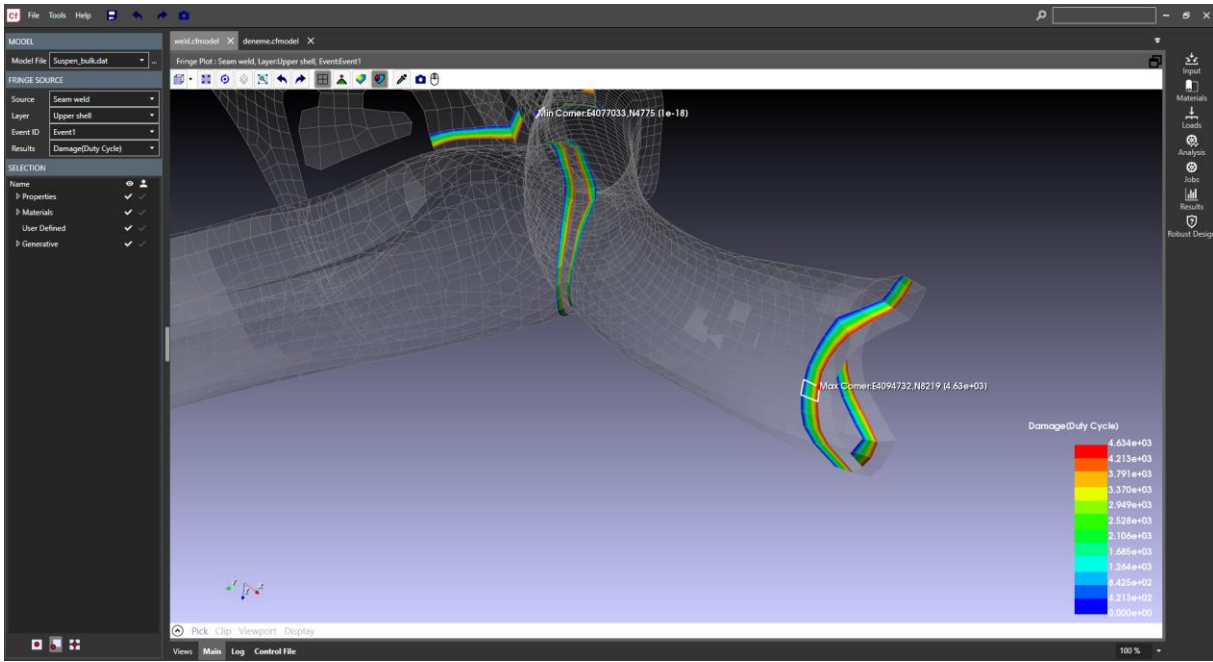 Cf File Tools Help
MODEL
Model File Suspen_bulk.dat ...
FRINGE SOURCE
Source Seam weld
Layer Upper shell
Event ID Event1
Results Damage(Duty Cycle)
SELECTION
Name
Properties
Materials
User Defined
Generative
weld.cfmodel X deneme.cfmodel X
Fringe Plot : Seam weld, Layer:Upper shell, Event:Event1
Min Corner:E4077033,N4775 (1e-18)
Max Corner:E4094732,N8219 (4.63e+03)
Damage(Duty Cycle)
4.634e+03
4.213e+03
3.791e+03
3.370e+03
2.949e+03
2.528e+03
2.106e+03
1.685e+03
1.264e+03
8.425e+02
4.213e+02
0.000e+00
Pick Clip Viewport Display
Views Main Log Control File
100 %
Input
Materials
Loads
Analysis
Jobs
Results
Robust Desig